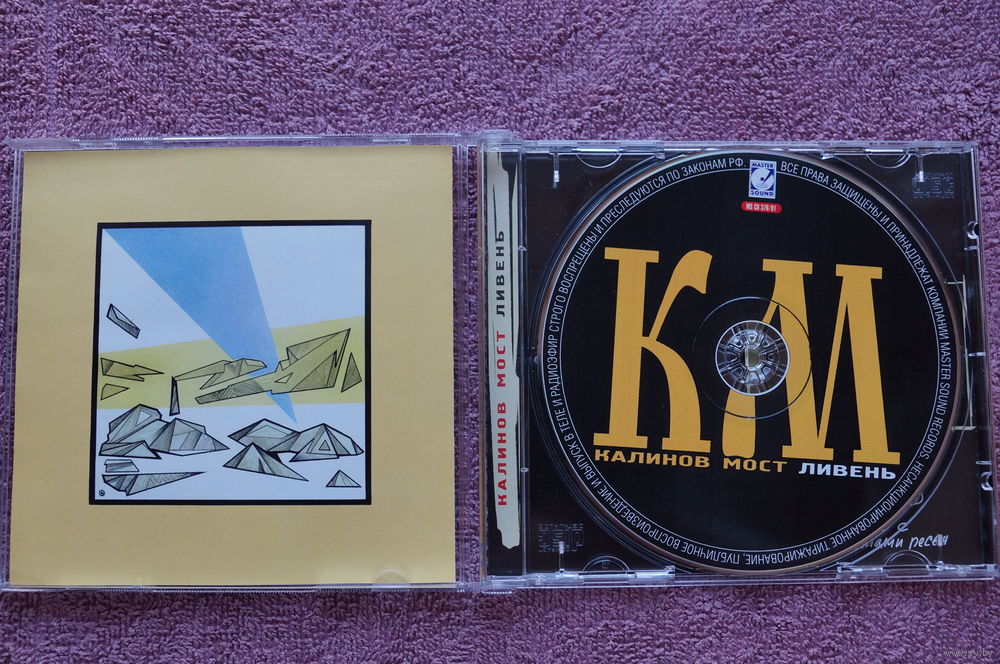 КАЛИНОВ МОСТ ЛИВЕНЬ
MASTER
SOUND
MS CD 376/01
ВСЕ ПРАВА ЗАЩИЩЕНЫ И ПРИНАДЛЕЖАТ КОМПАНИИ MASTER SOUND RECORDS. НЕСАНКЦИОНИРОВАННОЕ ТИРАЖИРОВАНИЕ, ПУБЛИЧНОЕ ВОСПРОИЗВЕДЕНИЕ И ВЫПУСК В ТЕЛЕ И РАДИОЭФИР СТРОГО ВОСПРЕЩЕНЫ И ПРЕСЛЕДУЮТСЯ ПО ЗАКОНАМ РФ.
К.М
КАЛИНОВ МОСТ ЛИВЕНЬ